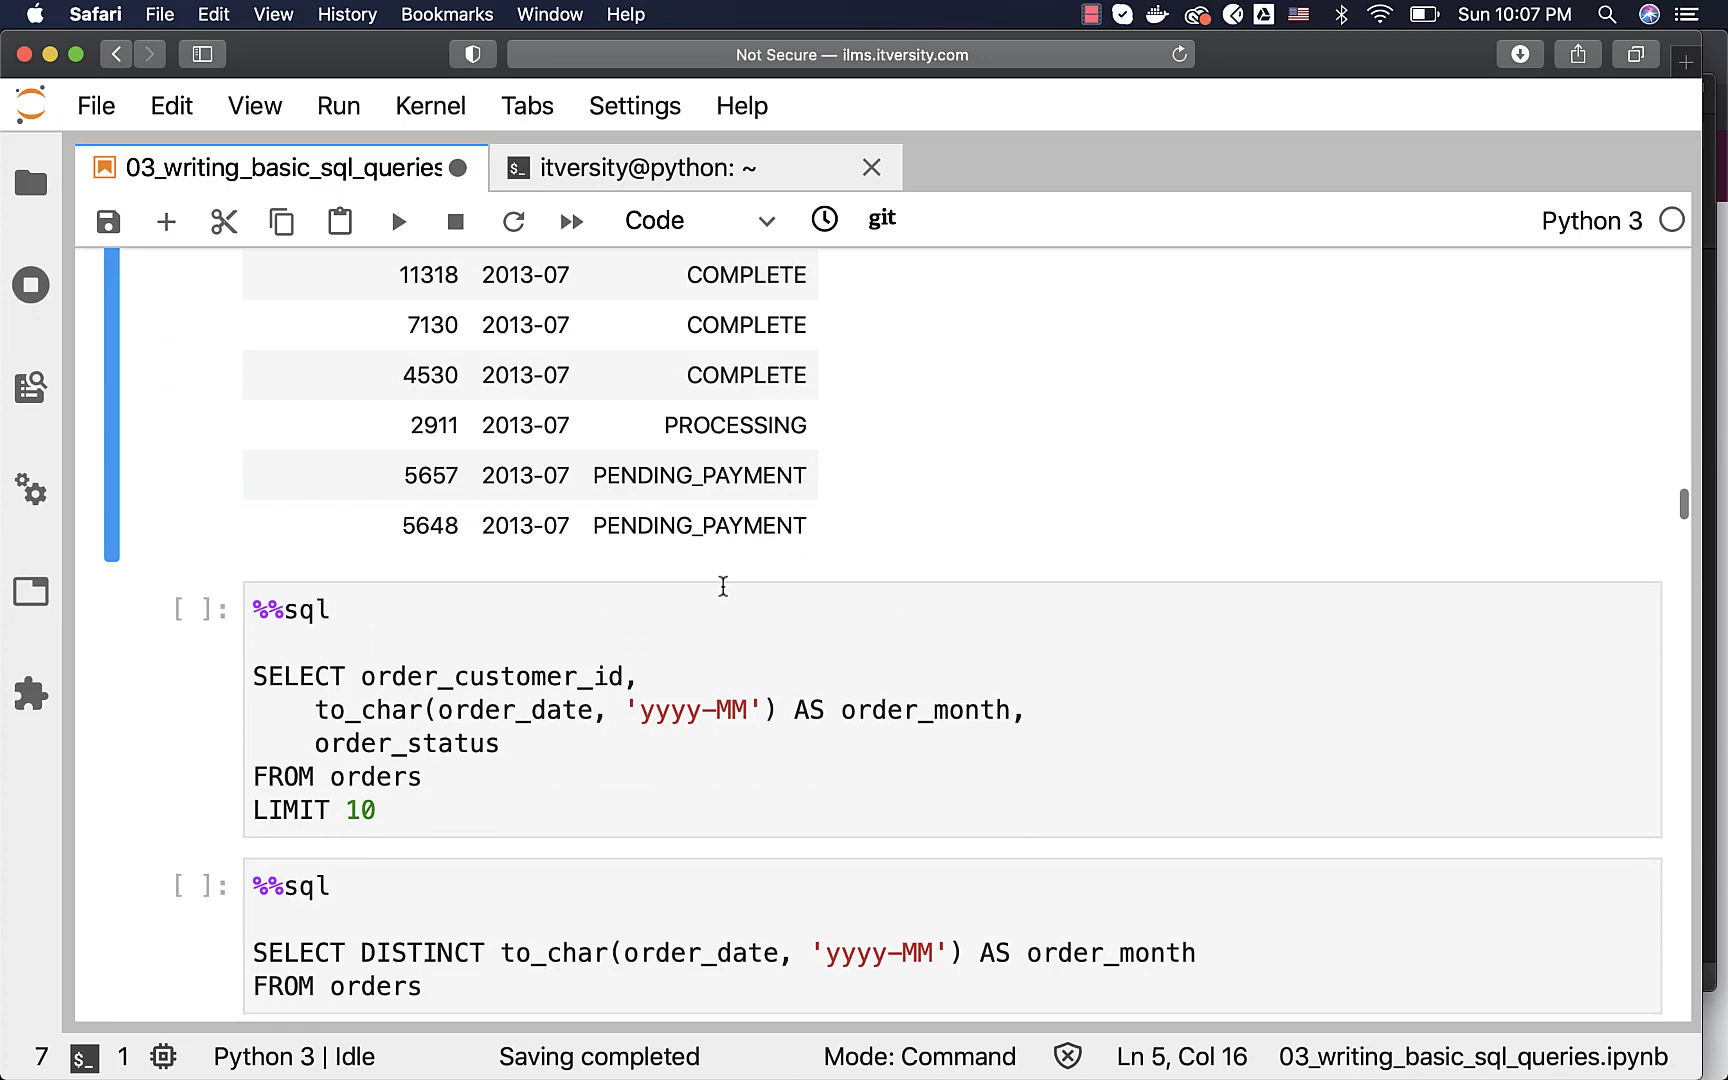 Safari File Edit View History Bookmarks Window Help Sun 10:07 PM
Not Secure — ilms.itversity.com
File Edit View Run Kernel Tabs Settings Help
03_writing_basic_sql_queries itversity@python: ~
Code git Python 3
11318 2013-07 COMPLETE
7130 2013-07 COMPLETE
4530 2013-07 COMPLETE
2911 2013-07 PROCESSING
5657 2013-07 PENDING_PAYMENT
5648 2013-07 PENDING_PAYMENT
[ ]: %%sql
SELECT order_customer_id,
to_char(order_date, 'yyyy-MM') AS order_month,
order_status
FROM orders
LIMIT 10
[ ]: %%sql
SELECT DISTINCT to_char(order_date, 'yyyy-MM') AS order_month
FROM orders
7 $_ 1 Python 3 | Idle Saving completed Mode: Command Ln 5, Col 16 03_writing_basic_sql_queries.ipynb